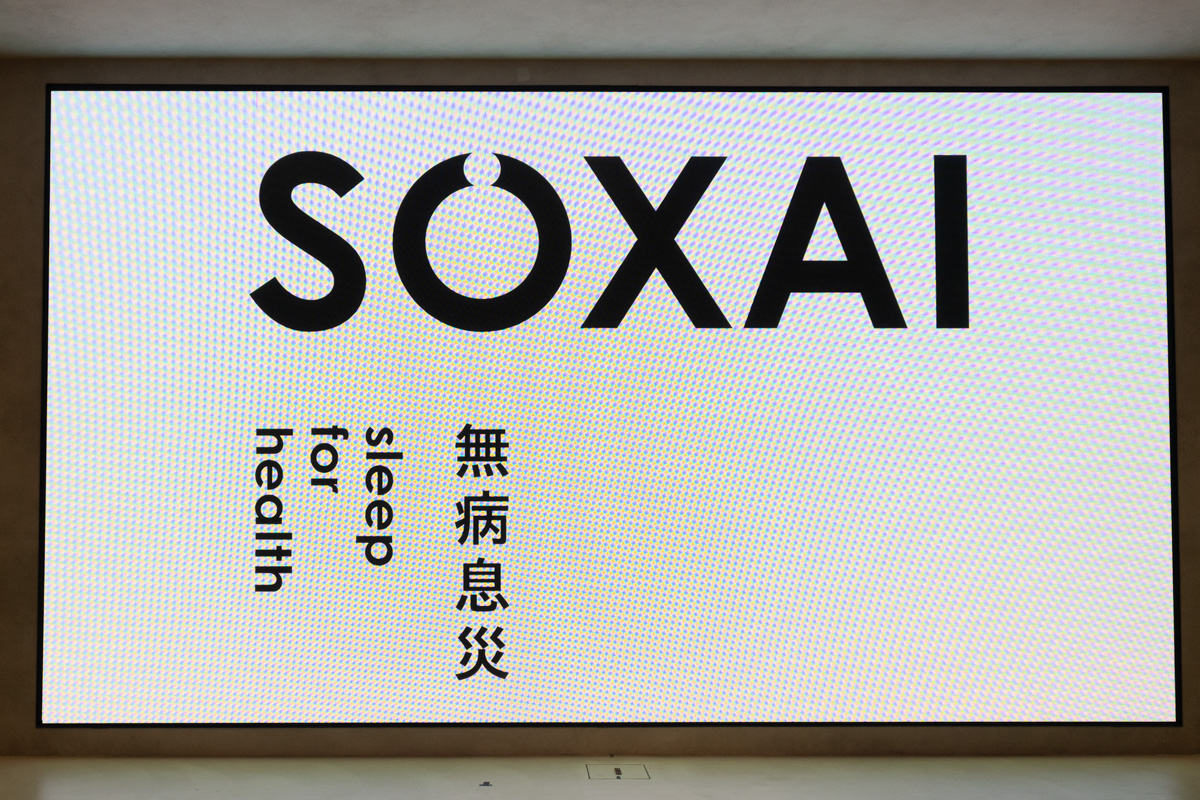 SOXAI
無病息災
sleep
for
health